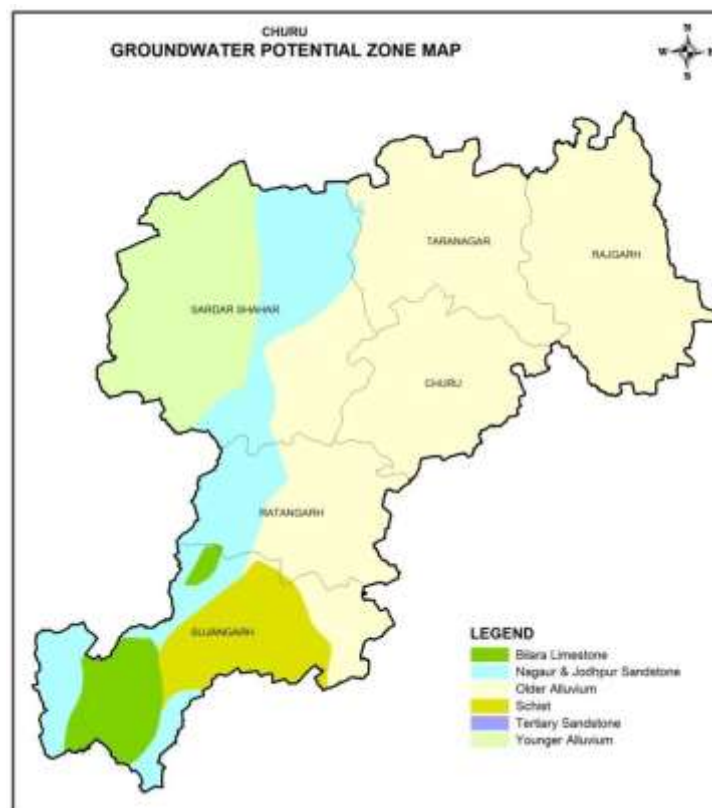 CHURU
GROUNDWATER POTENTIAL ZONE MAP
N
W E
S
TARANAGAR
RAJGARH
SARDAR SHAHAR
CHURU
RATANGARH
SUJANGARH
LEGEND
Bilara Limestone
Nagaur & Jodhpur Sandstone
Older Alluvium
Schist
Tertiary Sandstone
Younger Alluvium